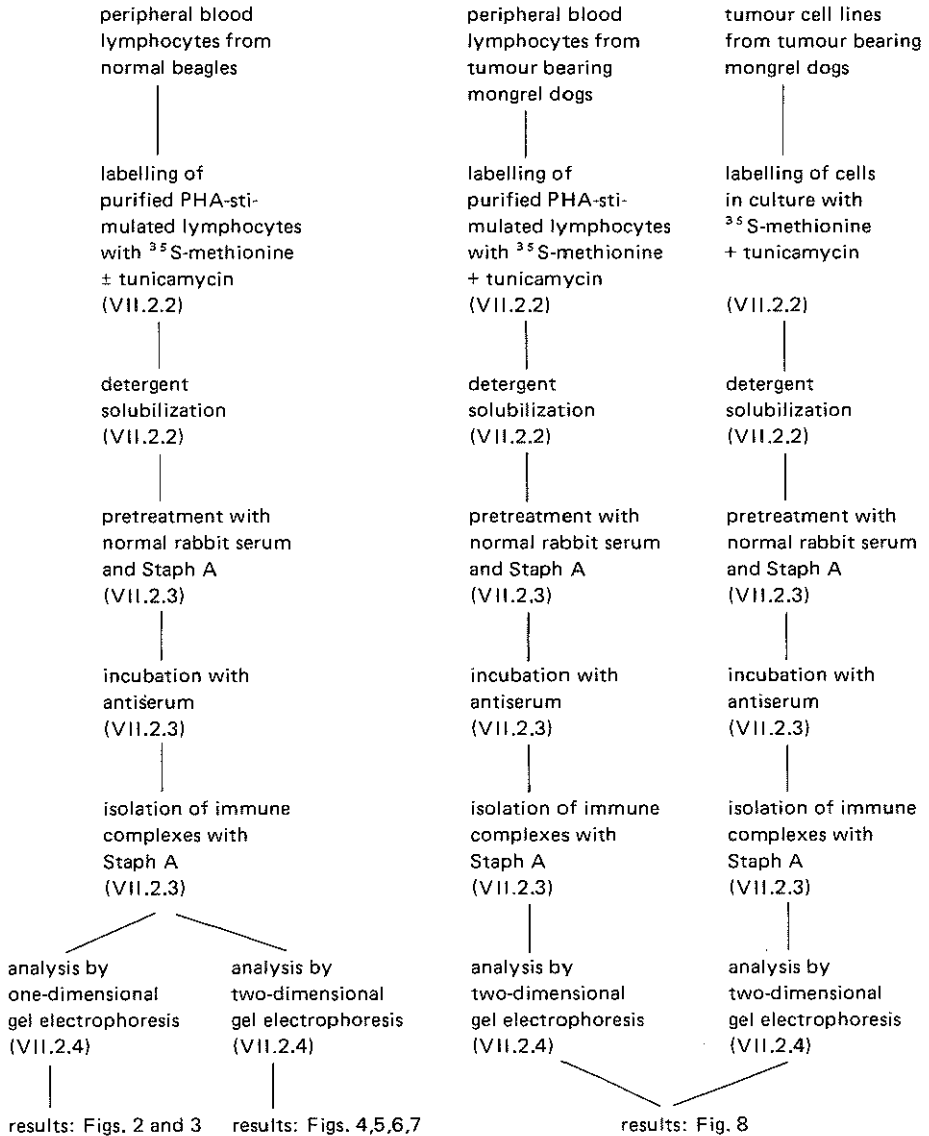 peripheral blood
lymphocytes from
normal beagles
labelling of
purified PHA-sti-
mulated lymphocytes
with ³⁵S-methionine
± tunicamycin
(VII.2.2)
detergent
solubilization
(VII.2.2)
pretreatment with
normal rabbit serum
and Staph A
(VII.2.3)
incubation with
antiserum
(VII.2.3)
isolation of immune
complexes with
Staph A
(VII.2.3)
analysis by
one-dimensional
gel electrophoresis
(VII.2.4)
results: Figs. 2 and 3
analysis by
two-dimensional
gel electrophoresis
(VII.2.4)
results: Figs. 4,5,6,7
peripheral blood
lymphocytes from
tumour bearing
mongrel dogs
labelling of
purified PHA-sti-
mulated lymphocytes
with ³⁵S-methionine
+ tunicamycin
(VII.2.2)
detergent
solubilization
(VII.2.2)
pretreatment with
normal rabbit serum
and Staph A
(VII.2.3)
incubation with
antiserum
(VII.2.3)
isolation of immune
complexes with
Staph A
(VII.2.3)
analysis by
two-dimensional
gel electrophoresis
(VII.2.4)
tumour cell lines
from tumour bearing
mongrel dogs
labelling of cells
in culture with
³⁵S-methionine
+ tunicamycin
(VII.2.2)
detergent
solubilization
(VII.2.2)
pretreatment with
normal rabbit serum
and Staph A
(VII.2.3)
incubation with
antiserum
(VII.2.3)
isolation of immune
complexes with
Staph A
(VII.2.3)
analysis by
two-dimensional
gel electrophoresis
(VII.2.4)
results: Fig. 8